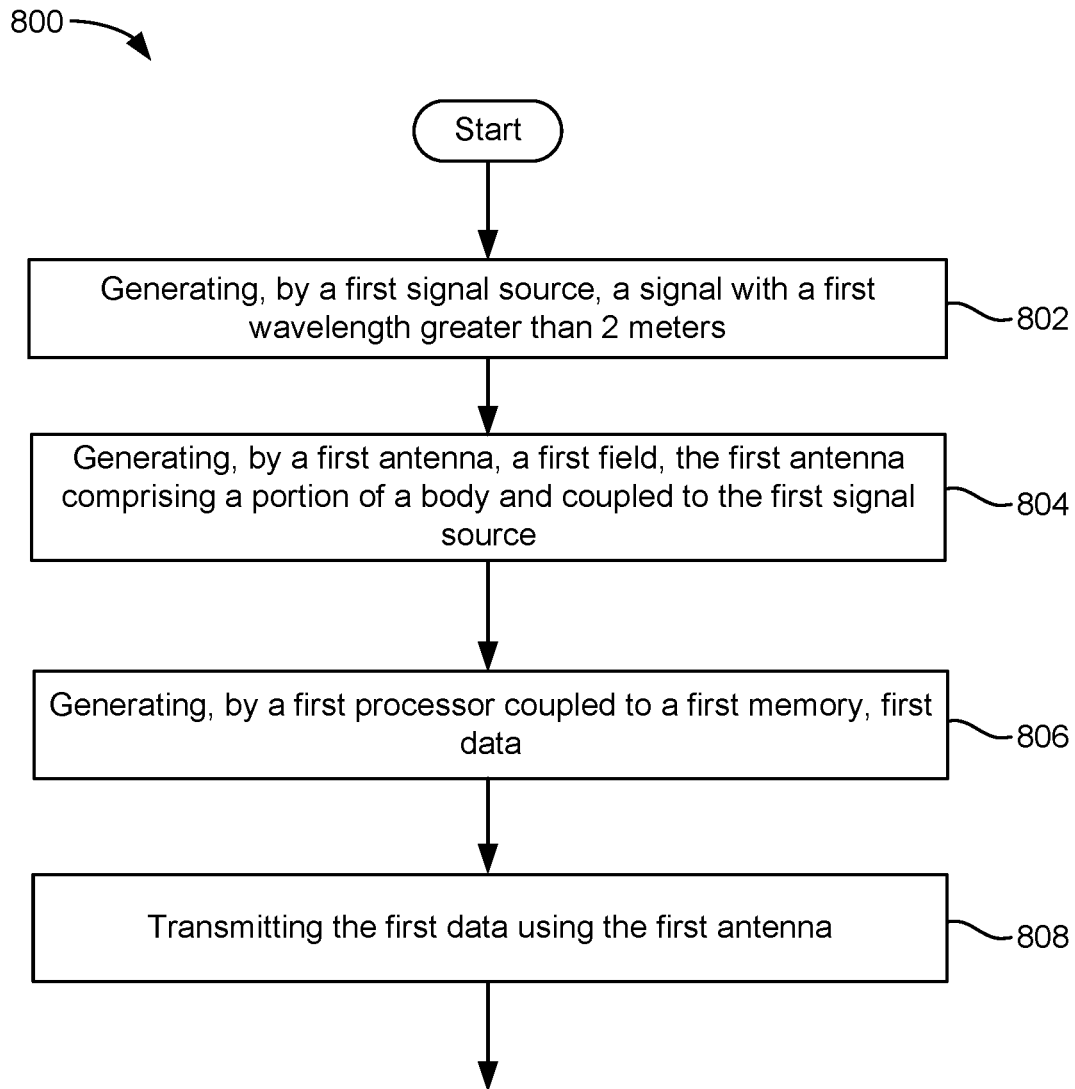 800
Start
Generating, by a first signal source, a signal with a first
wavelength greater than 2 meters
802
Generating, by a first antenna, a first field, the first antenna
comprising a portion of a body and coupled to the first signal
source
804
Generating, by a first processor coupled to a first memory, first
data
806
Transmitting the first data using the first antenna
808